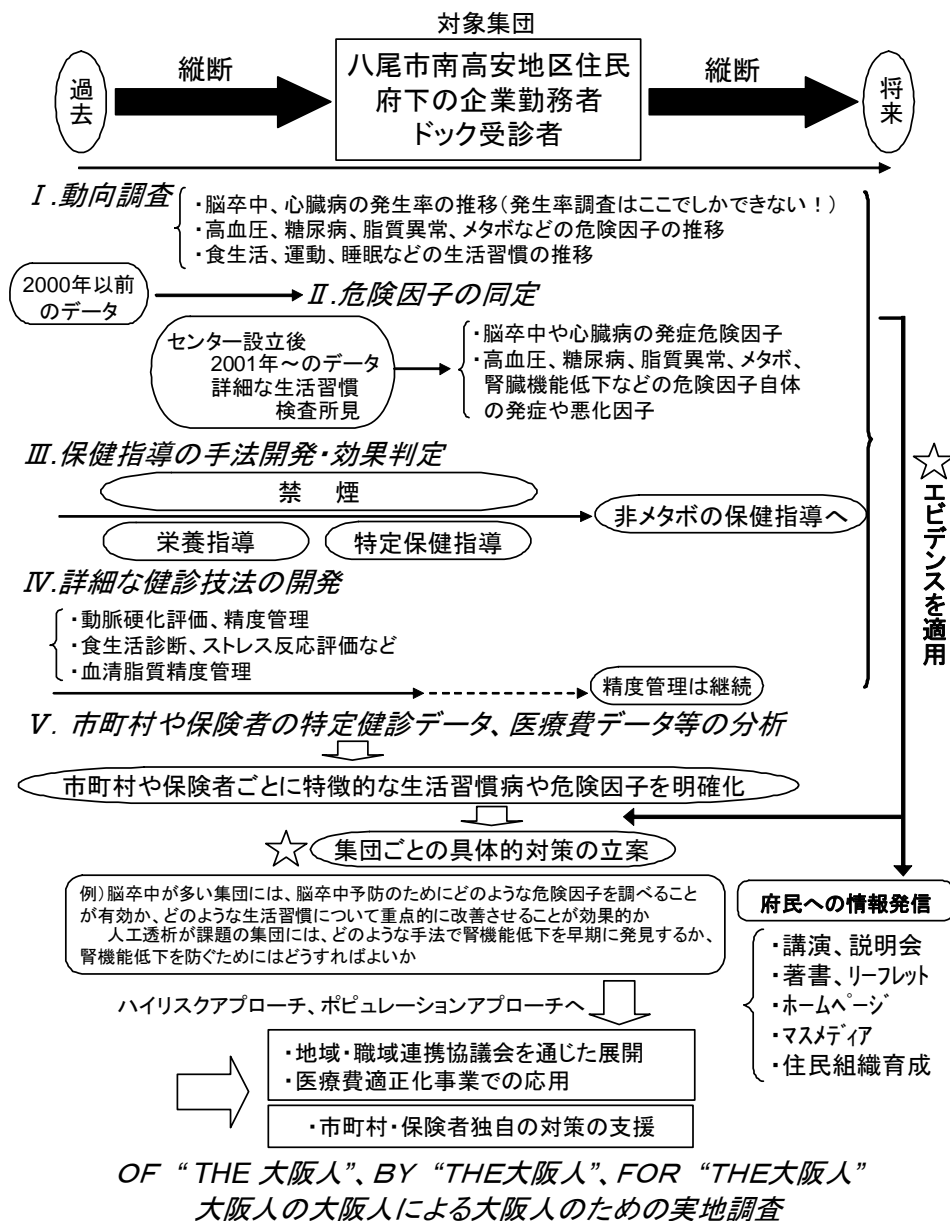 対象集団
過去
縦断
八尾市南高安地区住民
府下の企業勤務者
ドック受診者
縦断
将来
Ⅰ.動向調査
・脳卒中、心臓病の発生率の推移(発生率調査はここでしかできない!)
・高血圧、糖尿病、脂質異常、メタボなどの危険因子の推移
・食生活、運動、睡眠などの生活習慣の推移
2000年以前
のデータ
Ⅱ.危険因子の同定
センター設立後
2001年~のデータ
詳細な生活習慣
検査所見
・脳卒中や心臓病の発症危険因子
・高血圧、糖尿病、脂質異常、メタボ、
腎臓機能低下などの危険因子自体
の発症や悪化因子
Ⅲ.保健指導の手法開発・効果判定
禁 煙
栄養指導
特定保健指導
非メタボの保健指導へ
☆エビデンスを適用
Ⅳ.詳細な健診技法の開発
・動脈硬化評価、精度管理
・食生活診断、ストレス反応評価など
・血清脂質精度管理
精度管理は継続
Ⅴ. 市町村や保険者の特定健診データ、医療費データ等の分析
市町村や保険者ごとに特徴的な生活習慣病や危険因子を明確化
☆ 集団ごとの具体的対策の立案
例)脳卒中が多い集団には、脳卒中予防のためにどのような危険因子を調べること
が有効か、どのような生活習慣について重点的に改善させることが効果的か
人工透析が課題の集団には、どのような手法で腎機能低下を早期に発見するか、
腎機能低下を防ぐためにはどうすればよいか
府民への情報発信
・講演、説明会
・著書、リーフレット
・ホームページ
・マスメディア
・住民組織育成
ハイリスクアプローチ、ポピュレーションアプローチへ
・地域・職域連携協議会を通じた展開
・医療費適正化事業での応用
・市町村・保険者独自の対策の支援
OF “THE 大阪人”、BY “THE大阪人”、FOR “THE大阪人”
大阪人の大阪人による大阪人のための実地調査